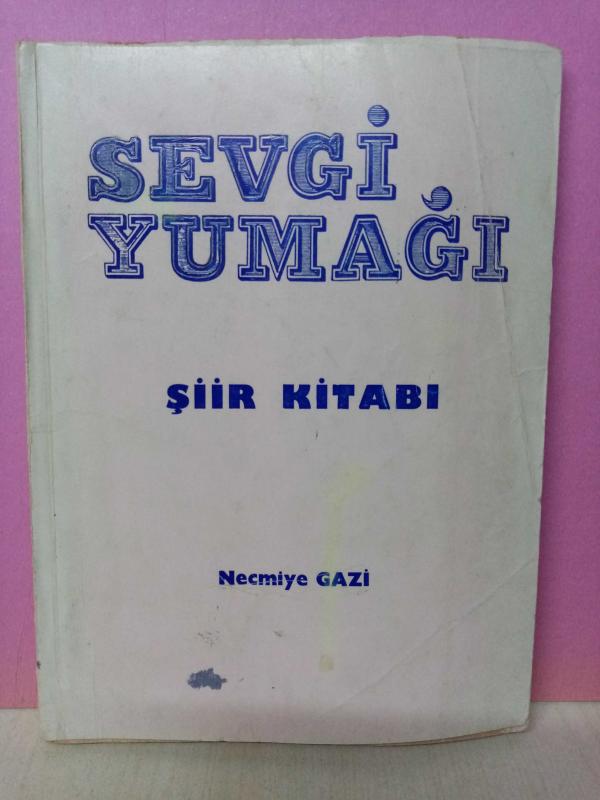 SEVGİ
YUMAĞI
ŞİİR KİTABI
Necmiye GAZİ